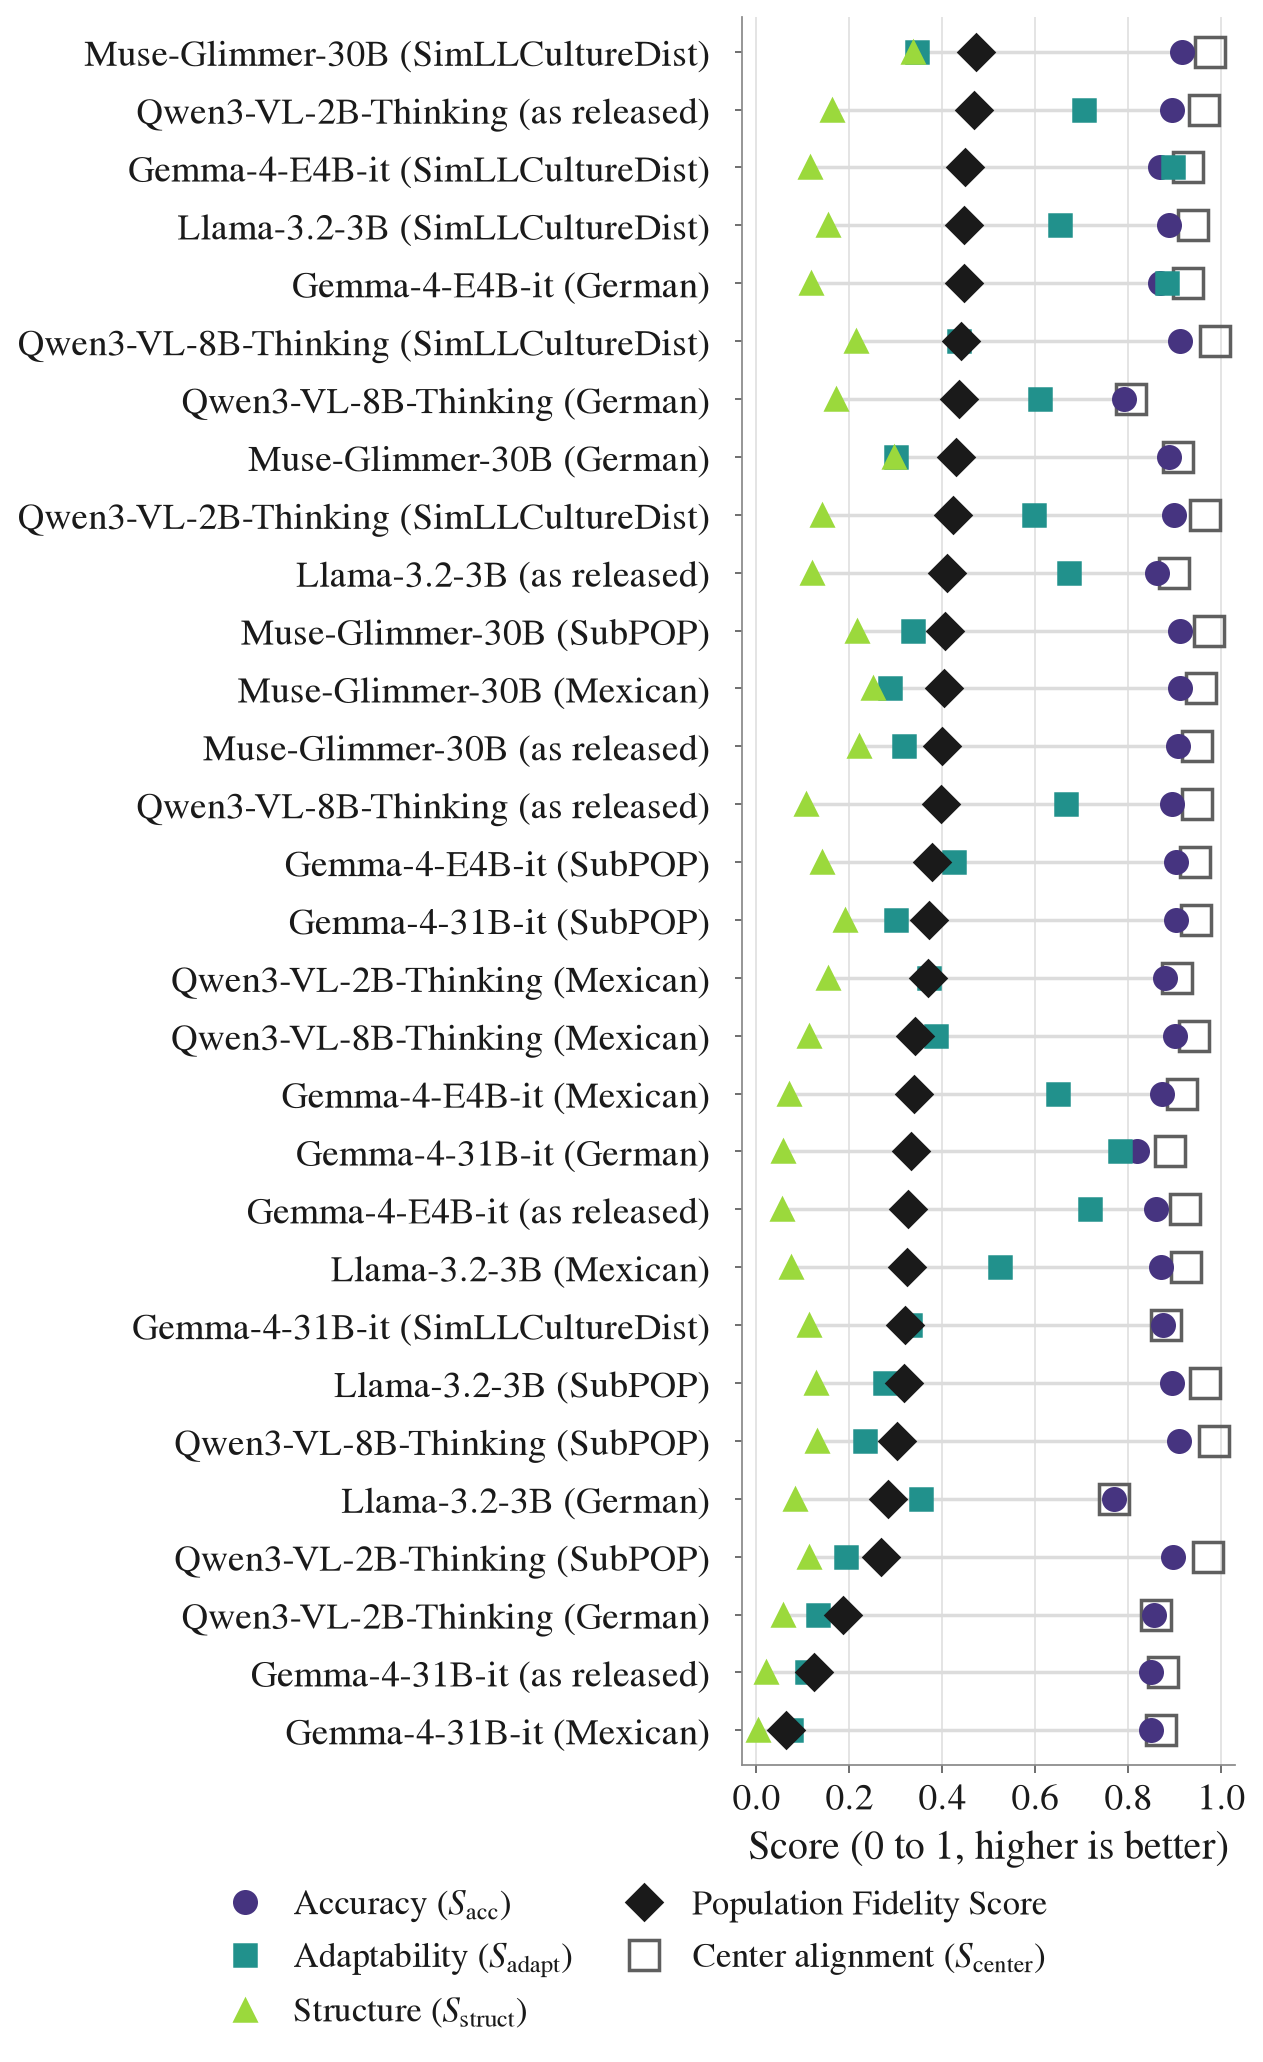 Muse-Glimmer-30B (SimLLCultureDist)
Qwen3-VL-2B-Thinking (as released)
Gemma-4-E4B-it (SimLLCultureDist)
Llama-3.2-3B (SimLLCultureDist)
Gemma-4-E4B-it (German)
Qwen3-VL-8B-Thinking (SimLLCultureDist)
Qwen3-VL-8B-Thinking (German)
Muse-Glimmer-30B (German)
Qwen3-VL-2B-Thinking (SimLLCultureDist)
Llama-3.2-3B (as released)
Muse-Glimmer-30B (SubPOP)
Muse-Glimmer-30B (Mexican)
Muse-Glimmer-30B (as released)
Qwen3-VL-8B-Thinking (as released)
Gemma-4-E4B-it (SubPOP)
Gemma-4-31B-it (SubPOP)
Qwen3-VL-2B-Thinking (Mexican)
Qwen3-VL-8B-Thinking (Mexican)
Gemma-4-E4B-it (Mexican)
Gemma-4-31B-it (German)
Gemma-4-E4B-it (as released)
Llama-3.2-3B (Mexican)
Gemma-4-31B-it (SimLLCultureDist)
Llama-3.2-3B (SubPOP)
Qwen3-VL-8B-Thinking (SubPOP)
Llama-3.2-3B (German)
Qwen3-VL-2B-Thinking (SubPOP)
Qwen3-VL-2B-Thinking (German)
Gemma-4-31B-it (as released)
Gemma-4-31B-it (Mexican)
0.0 0.2 0.4 0.6 0.8 1.0
Score (0 to 1, higher is better)
Accuracy (S_acc)
Adaptability (S_adapt)
Structure (S_struct)
Population Fidelity Score
Center alignment (S_center)